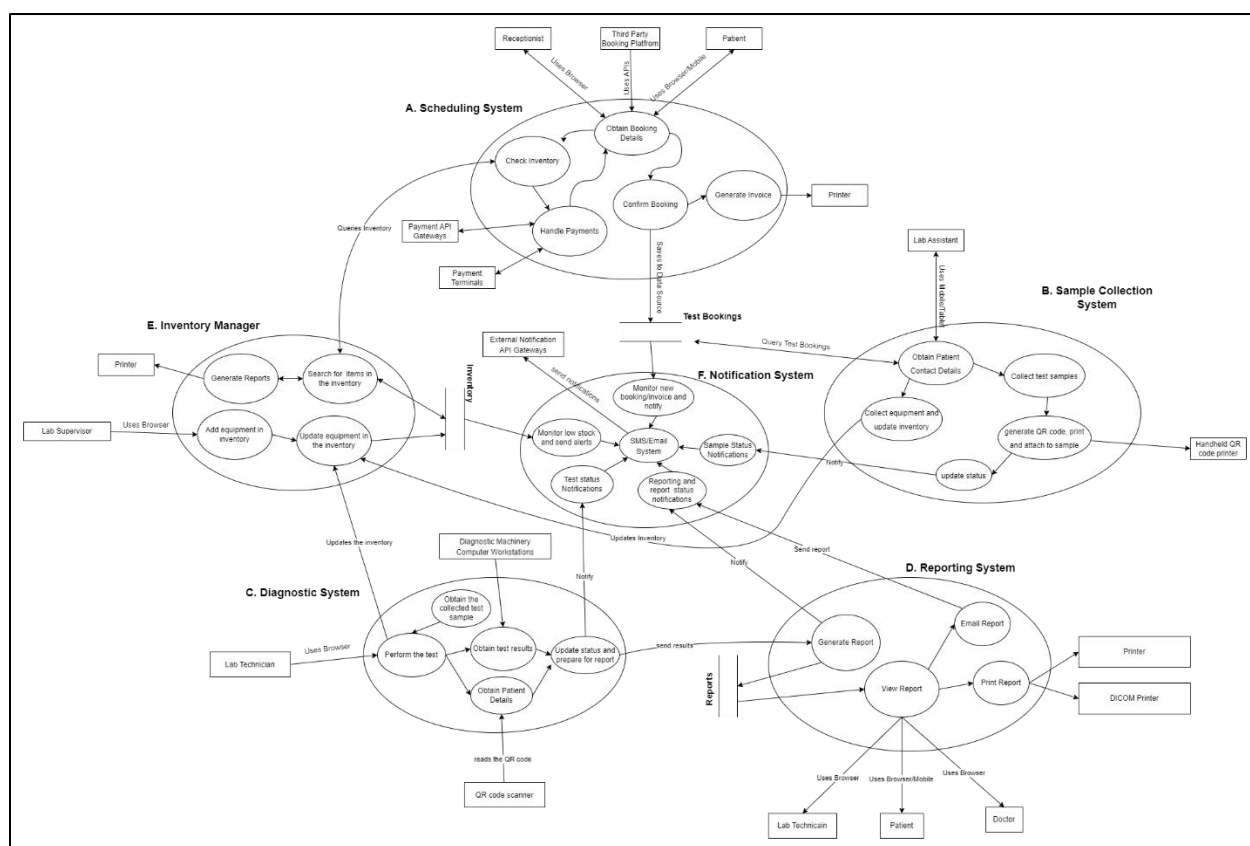 Receptionist
Third Party
Booking Platfrom
Patient
Uses Browser
Uses APIs
Uses Browser/Mobile
A. Scheduling System
Obtain Booking
Details
Check Inventory
Confirm Booking
Generate Invoice
Printer
Handle Payments
Payment API
Gateways
Payment
Terminals
Queries Inventory
Saves to Data Source
Test Bookings
Lab Assistant
Uses Mobile/Tablet
B. Sample Collection
System
Query Test Bookings
Obtain Patient
Contact Details
Collect test samples
Collect equipment and
update inventory
generate QR code, print
and attach to sample
Handheld QR
code printer
update status
Notify
E. Inventory Manager
Printer
Generate Reports
Search for items in
the inventory
Lab Supervisor
Uses Browser
Add equipment in
inventory
Update equipment in
the inventory
Inventory
External Notification
API Gateways
send notifications
F. Notification System
Monitor new
booking/invoice and
notify
Monitor low stock
and send alerts
SMS/Email
System
Sample Status
Notifications
Test status
Notifications
Reporting and
report status
notifications
Updates Inventory
Updates the inventory
Diagnostic Machinery
Computer Workstations
Notify
Notify
Send report
C. Diagnostic System
Obtain the
collected test
sample
Lab Technician
Uses Browser
Perform the test
Obtain test results
Update status and
prepare for report
Obtain Patient
Details
reads the QR code
QR code scanner
send results
D. Reporting System
Generate Report
Email Report
Reports
View Report
Print Report
Printer
DICOM Printer
Uses Browser
Uses Browser/Mobile
Uses Browser
Lab Technicain
Patient
Doctor